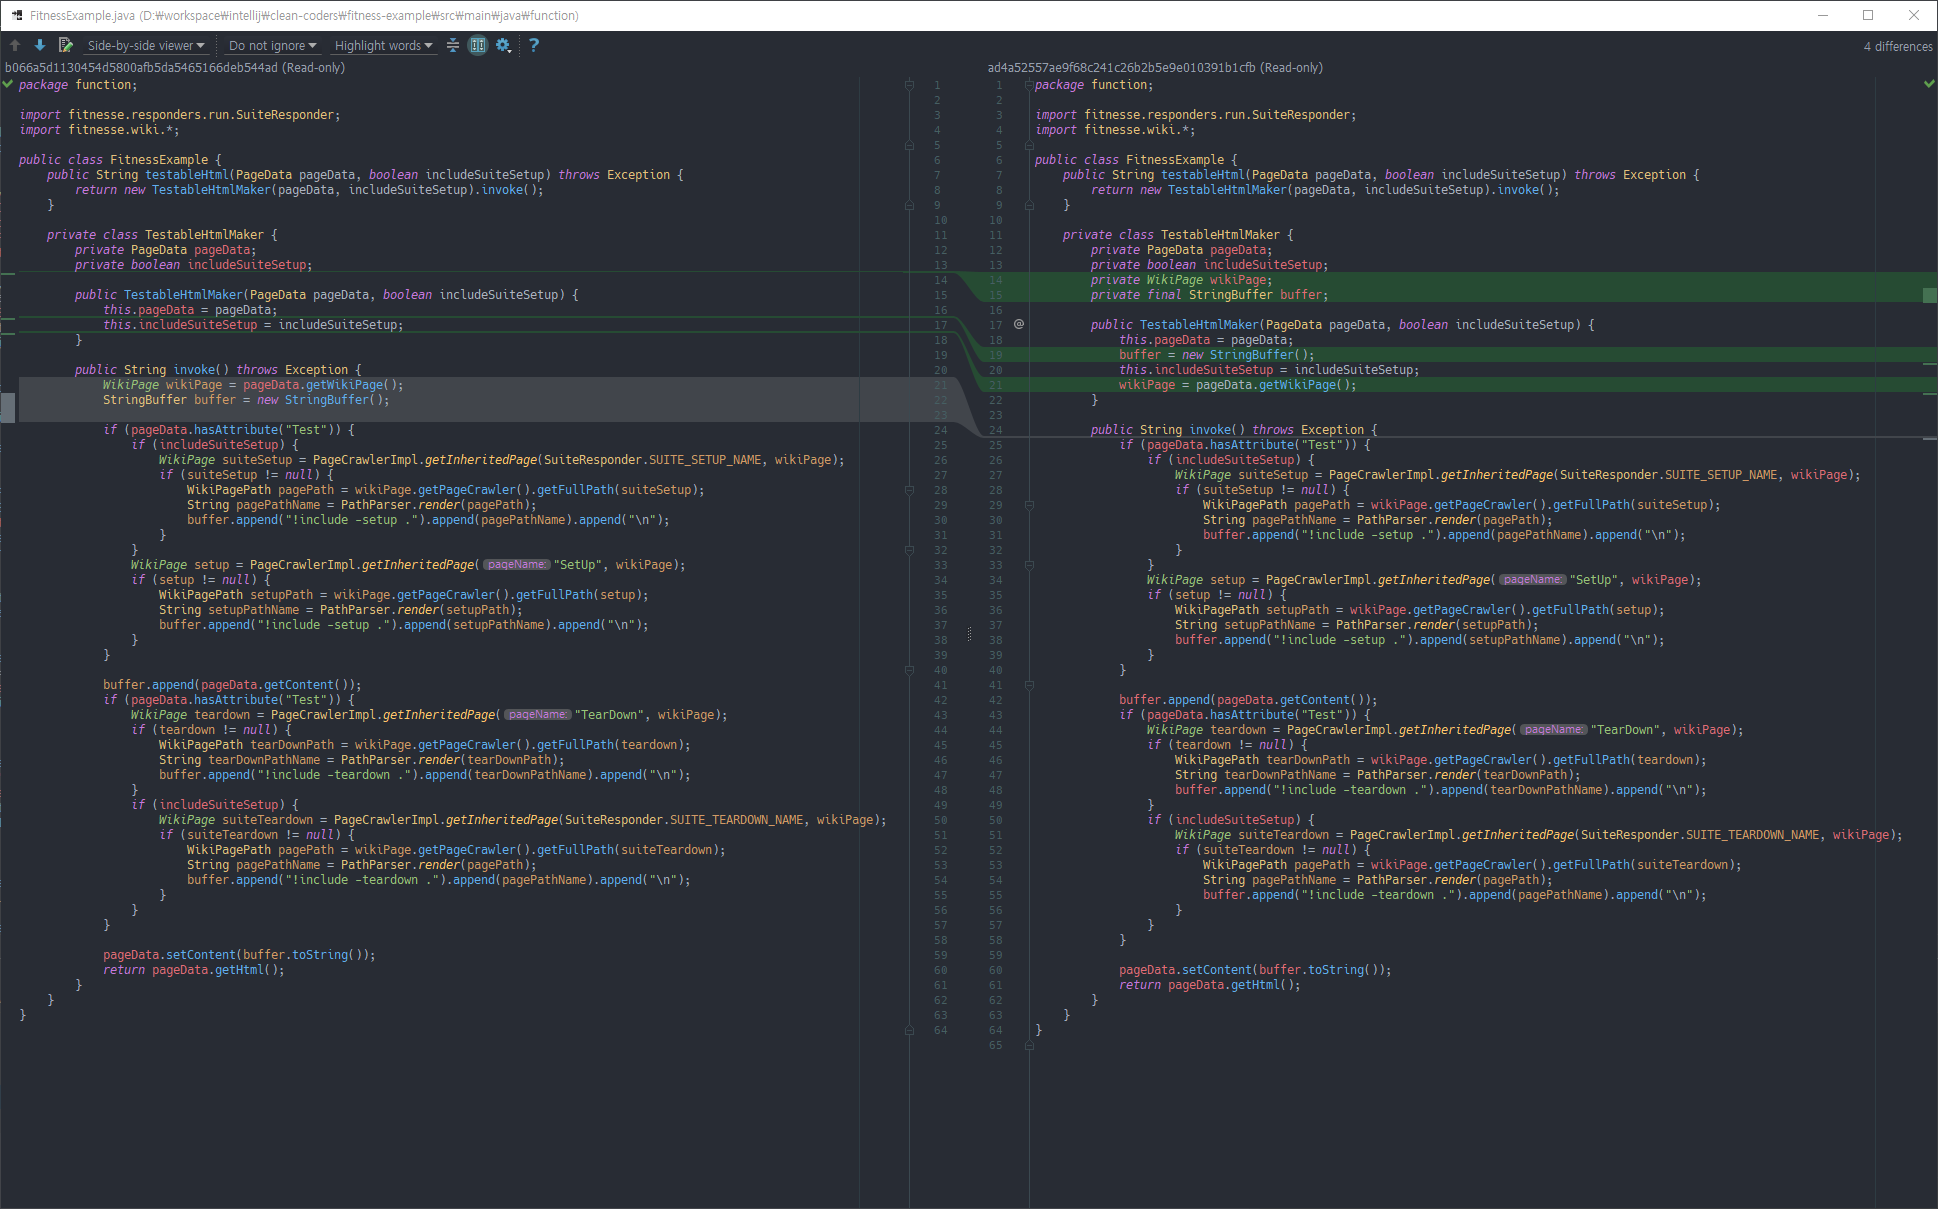 FitnessExample.java (D:₩workspace₩intellij₩clean-coders₩fitness-example₩src₩main₩java₩function)
Side-by-side viewer Do not ignore Highlight words ? 4 differences
b066a5d1130454d5800afb5da5465166deb544ad (Read-only)
package function;
import fitnesse.responders.run.SuiteResponder;
import fitnesse.wiki.*;
public class FitnessExample {
public String testableHtml(PageData pageData, boolean includeSuiteSetup) throws Exception {
return new TestableHtmlMaker(pageData, includeSuiteSetup).invoke();
}
private class TestableHtmlMaker {
private PageData pageData;
private boolean includeSuiteSetup;
public TestableHtmlMaker(PageData pageData, boolean includeSuiteSetup) {
this.pageData = pageData;
this.includeSuiteSetup = includeSuiteSetup;
}
public String invoke() throws Exception {
WikiPage wikiPage = pageData.getWikiPage();
StringBuffer buffer = new StringBuffer();
if (pageData.hasAttribute("Test")) {
if (includeSuiteSetup) {
WikiPage suiteSetup = PageCrawlerImpl.getInheritedPage(SuiteResponder.SUITE_SETUP_NAME, wikiPage);
if (suiteSetup != null) {
WikiPagePath pagePath = wikiPage.getPageCrawler().getFullPath(suiteSetup);
String pagePathName = PathParser.render(pagePath);
buffer.append("!include -setup .").append(pagePathName).append("\n");
}
}
WikiPage setup = PageCrawlerImpl.getInheritedPage( pageName: "SetUp", wikiPage);
if (setup != null) {
WikiPagePath setupPath = wikiPage.getPageCrawler().getFullPath(setup);
String setupPathName = PathParser.render(setupPath);
buffer.append("!include -setup .").append(setupPathName).append("\n");
}
}
buffer.append(pageData.getContent());
if (pageData.hasAttribute("Test")) {
WikiPage teardown = PageCrawlerImpl.getInheritedPage( pageName: "TearDown", wikiPage);
if (teardown != null) {
WikiPagePath tearDownPath = wikiPage.getPageCrawler().getFullPath(teardown);
String tearDownPathName = PathParser.render(tearDownPath);
buffer.append("!include -teardown .").append(tearDownPathName).append("\n");
}
if (includeSuiteSetup) {
WikiPage suiteTeardown = PageCrawlerImpl.getInheritedPage(SuiteResponder.SUITE_TEARDOWN_NAME, wikiPage);
if (suiteTeardown != null) {
WikiPagePath pagePath = wikiPage.getPageCrawler().getFullPath(suiteTeardown);
String pagePathName = PathParser.render(pagePath);
buffer.append("!include -teardown .").append(pagePathName).append("\n");
}
}
}
pageData.setContent(buffer.toString());
return pageData.getHtml();
}
}
}
1
2
3
4
5
6
7
8
9
10
11
12
13
14
15
16
17
18
19
20
21
22
23
24
25
26
27
28
29
30
31
32
33
34
35
36
37
38
39
40
41
42
43
44
45
46
47
48
49
50
51
52
53
54
55
56
57
58
59
60
61
62
63
64
ad4a52557ae9f68c241c26b2b5e9e010391b1cfb (Read-only)
1 package function;
2
3 import fitnesse.responders.run.SuiteResponder;
4 import fitnesse.wiki.*;
5
6 public class FitnessExample {
7 public String testableHtml(PageData pageData, boolean includeSuiteSetup) throws Exception {
8 return new TestableHtmlMaker(pageData, includeSuiteSetup).invoke();
9 }
10
11 private class TestableHtmlMaker {
12 private PageData pageData;
13 private boolean includeSuiteSetup;
14 private WikiPage wikiPage;
15 private final StringBuffer buffer;
16
17 @ public TestableHtmlMaker(PageData pageData, boolean includeSuiteSetup) {
18 this.pageData = pageData;
19 buffer = new StringBuffer();
20 this.includeSuiteSetup = includeSuiteSetup;
21 wikiPage = pageData.getWikiPage();
22 }
23
24 public String invoke() throws Exception {
25 if (pageData.hasAttribute("Test")) {
26 if (includeSuiteSetup) {
27 WikiPage suiteSetup = PageCrawlerImpl.getInheritedPage(SuiteResponder.SUITE_SETUP_NAME, wikiPage);
28 if (suiteSetup != null) {
29 WikiPagePath pagePath = wikiPage.getPageCrawler().getFullPath(suiteSetup);
30 String pagePathName = PathParser.render(pagePath);
31 buffer.append("!include -setup .").append(pagePathName).append("\n");
32 }
33 }
34 WikiPage setup = PageCrawlerImpl.getInheritedPage( pageName: "SetUp", wikiPage);
35 if (setup != null) {
36 WikiPagePath setupPath = wikiPage.getPageCrawler().getFullPath(setup);
37 String setupPathName = PathParser.render(setupPath);
38 buffer.append("!include -setup .").append(setupPathName).append("\n");
39 }
40 }
41
42 buffer.append(pageData.getContent());
43 if (pageData.hasAttribute("Test")) {
44 WikiPage teardown = PageCrawlerImpl.getInheritedPage( pageName: "TearDown", wikiPage);
45 if (teardown != null) {
46 WikiPagePath tearDownPath = wikiPage.getPageCrawler().getFullPath(teardown);
47 String tearDownPathName = PathParser.render(tearDownPath);
48 buffer.append("!include -teardown .").append(tearDownPathName).append("\n");
49 }
50 if (includeSuiteSetup) {
51 WikiPage suiteTeardown = PageCrawlerImpl.getInheritedPage(SuiteResponder.SUITE_TEARDOWN_NAME, wikiPage);
52 if (suiteTeardown != null) {
53 WikiPagePath pagePath = wikiPage.getPageCrawler().getFullPath(suiteTeardown);
54 String pagePathName = PathParser.render(pagePath);
55 buffer.append("!include -teardown .").append(pagePathName).append("\n");
56 }
57 }
58 }
59
60 pageData.setContent(buffer.toString());
61 return pageData.getHtml();
62 }
63 }
64 }
65